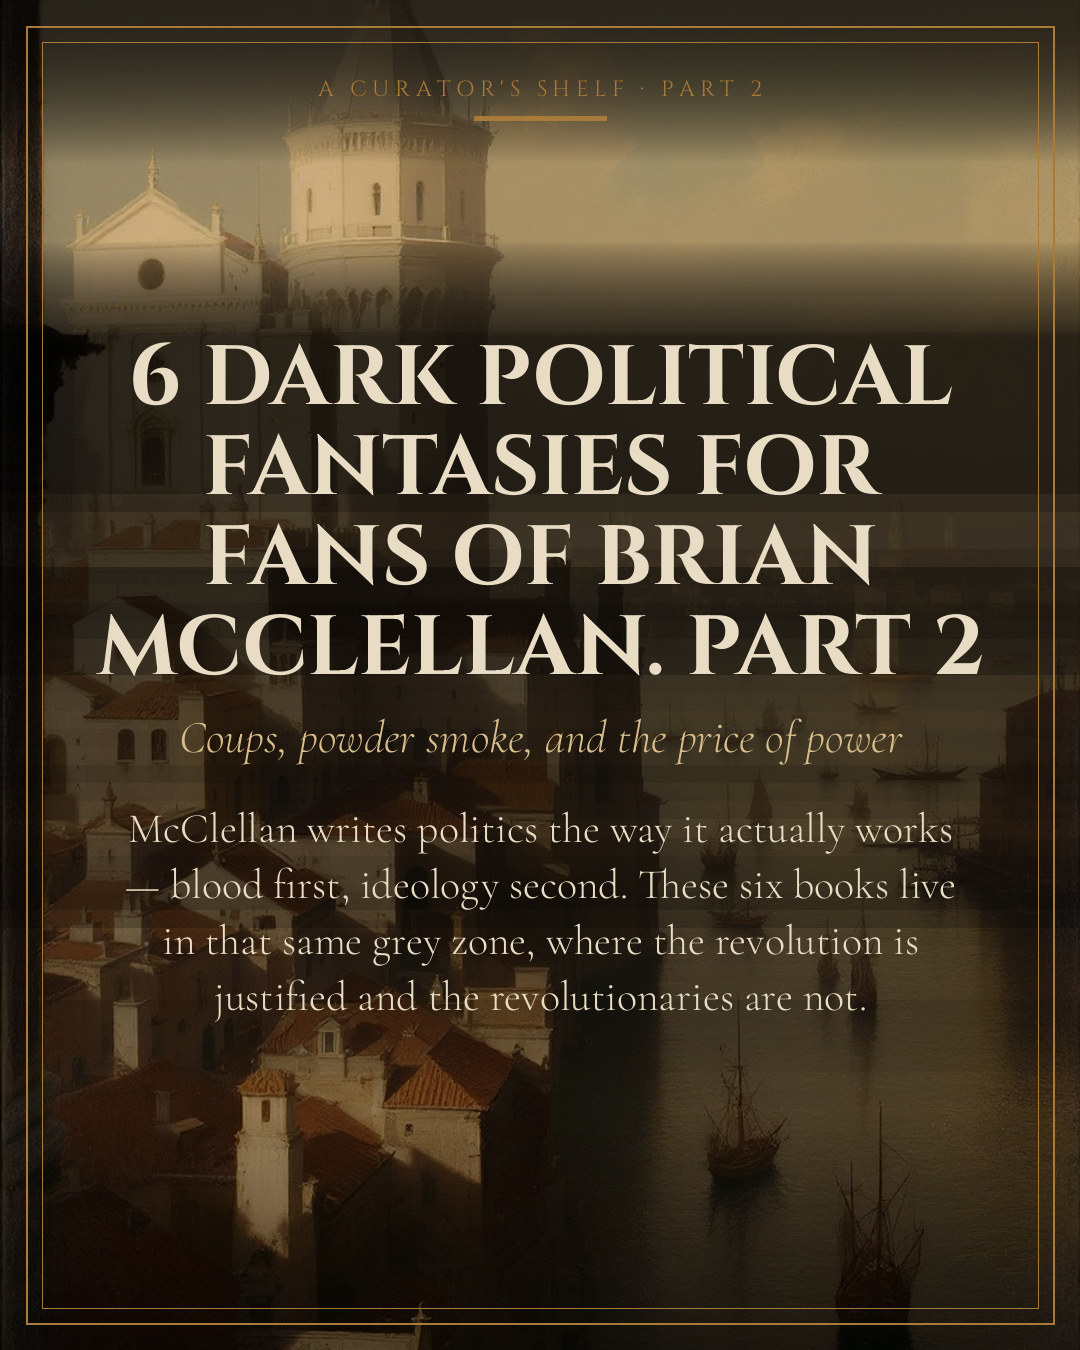 A CURATOR'S SHELF · PART 2
6 DARK POLITICAL
FANTASIES FOR
FANS OF BRIAN
MCCLELLAN. PART 2
Coups, powder smoke, and the price of power
McClellan writes politics the way it actually works
— blood first, ideology second. These six books live
in that same grey zone, where the revolution is
justified and the revolutionaries are not.